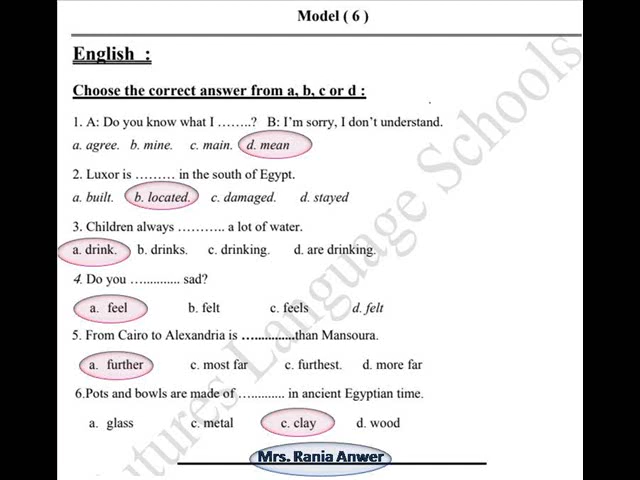 Model ( 6 )
English :
Choose the correct answer from a, b, c or d :
1. A: Do you know what I ……..? B: I'm sorry, I don't understand.
a. agree. b. mine. c. main. d. mean
2. Luxor is ……… in the south of Egypt.
a. built. b. located. c. damaged. d. stayed
3. Children always ……….. a lot of water.
a. drink. b. drinks. c. drinking. d. are drinking.
4. Do you …........... sad?
a. feel b. felt c. feels d. felt
5. From Cairo to Alexandria is ….............than Mansoura.
a. further c. most far c. furthest. d. more far
6.Pots and bowls are made of …......... in ancient Egyptian time.
a. glass c. metal c. clay d. wood
Mrs. Rania Anwer
Futures Language Schools